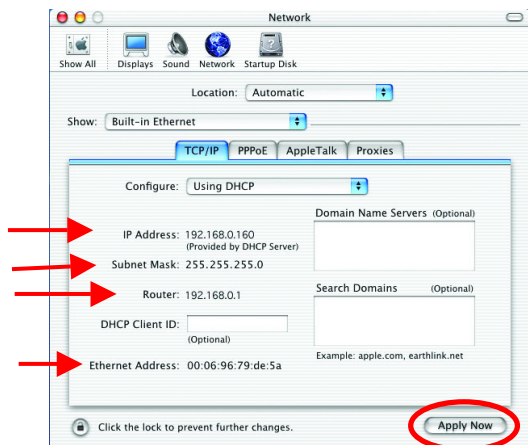 Network
Show All Displays Sound Network Startup Disk
Location: Automatic
Show: Built-in Ethernet
TCP/IP PPPoE AppleTalk Proxies
Configure: Using DHCP
Domain Name Servers (Optional)
IP Address: 192.168.0.160
(Provided by DHCP Server)
Subnet Mask: 255.255.255.0
Router: 192.168.0.1
Search Domains (Optional)
DHCP Client ID:
(Optional)
Example: apple.com, earthlink.net
Ethernet Address: 00:06:96:79:de:5a
Click the lock to prevent further changes.
Apply Now